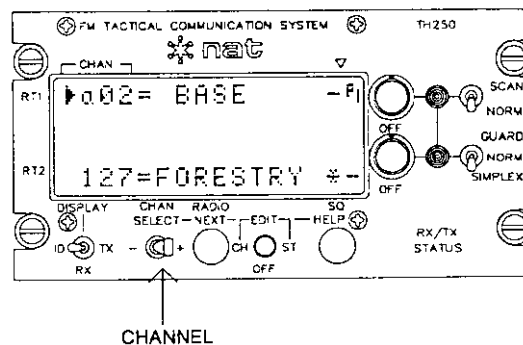 FM TACTICAL COMMUNICATION SYSTEM TH250
nat
CHAN
RT1
a02= BASE
SCAN
NORM
OFF
GUARD
NORM
SIMPLEX
OFF
RT2
127=FORESTRY *-
DISPLAY
CHAN
SELECT
RADIO
NEXT
EDIT
SQ
HELP
ID TX
RX
- +
CH ST
OFF
RX/TX
STATUS
CHANNEL